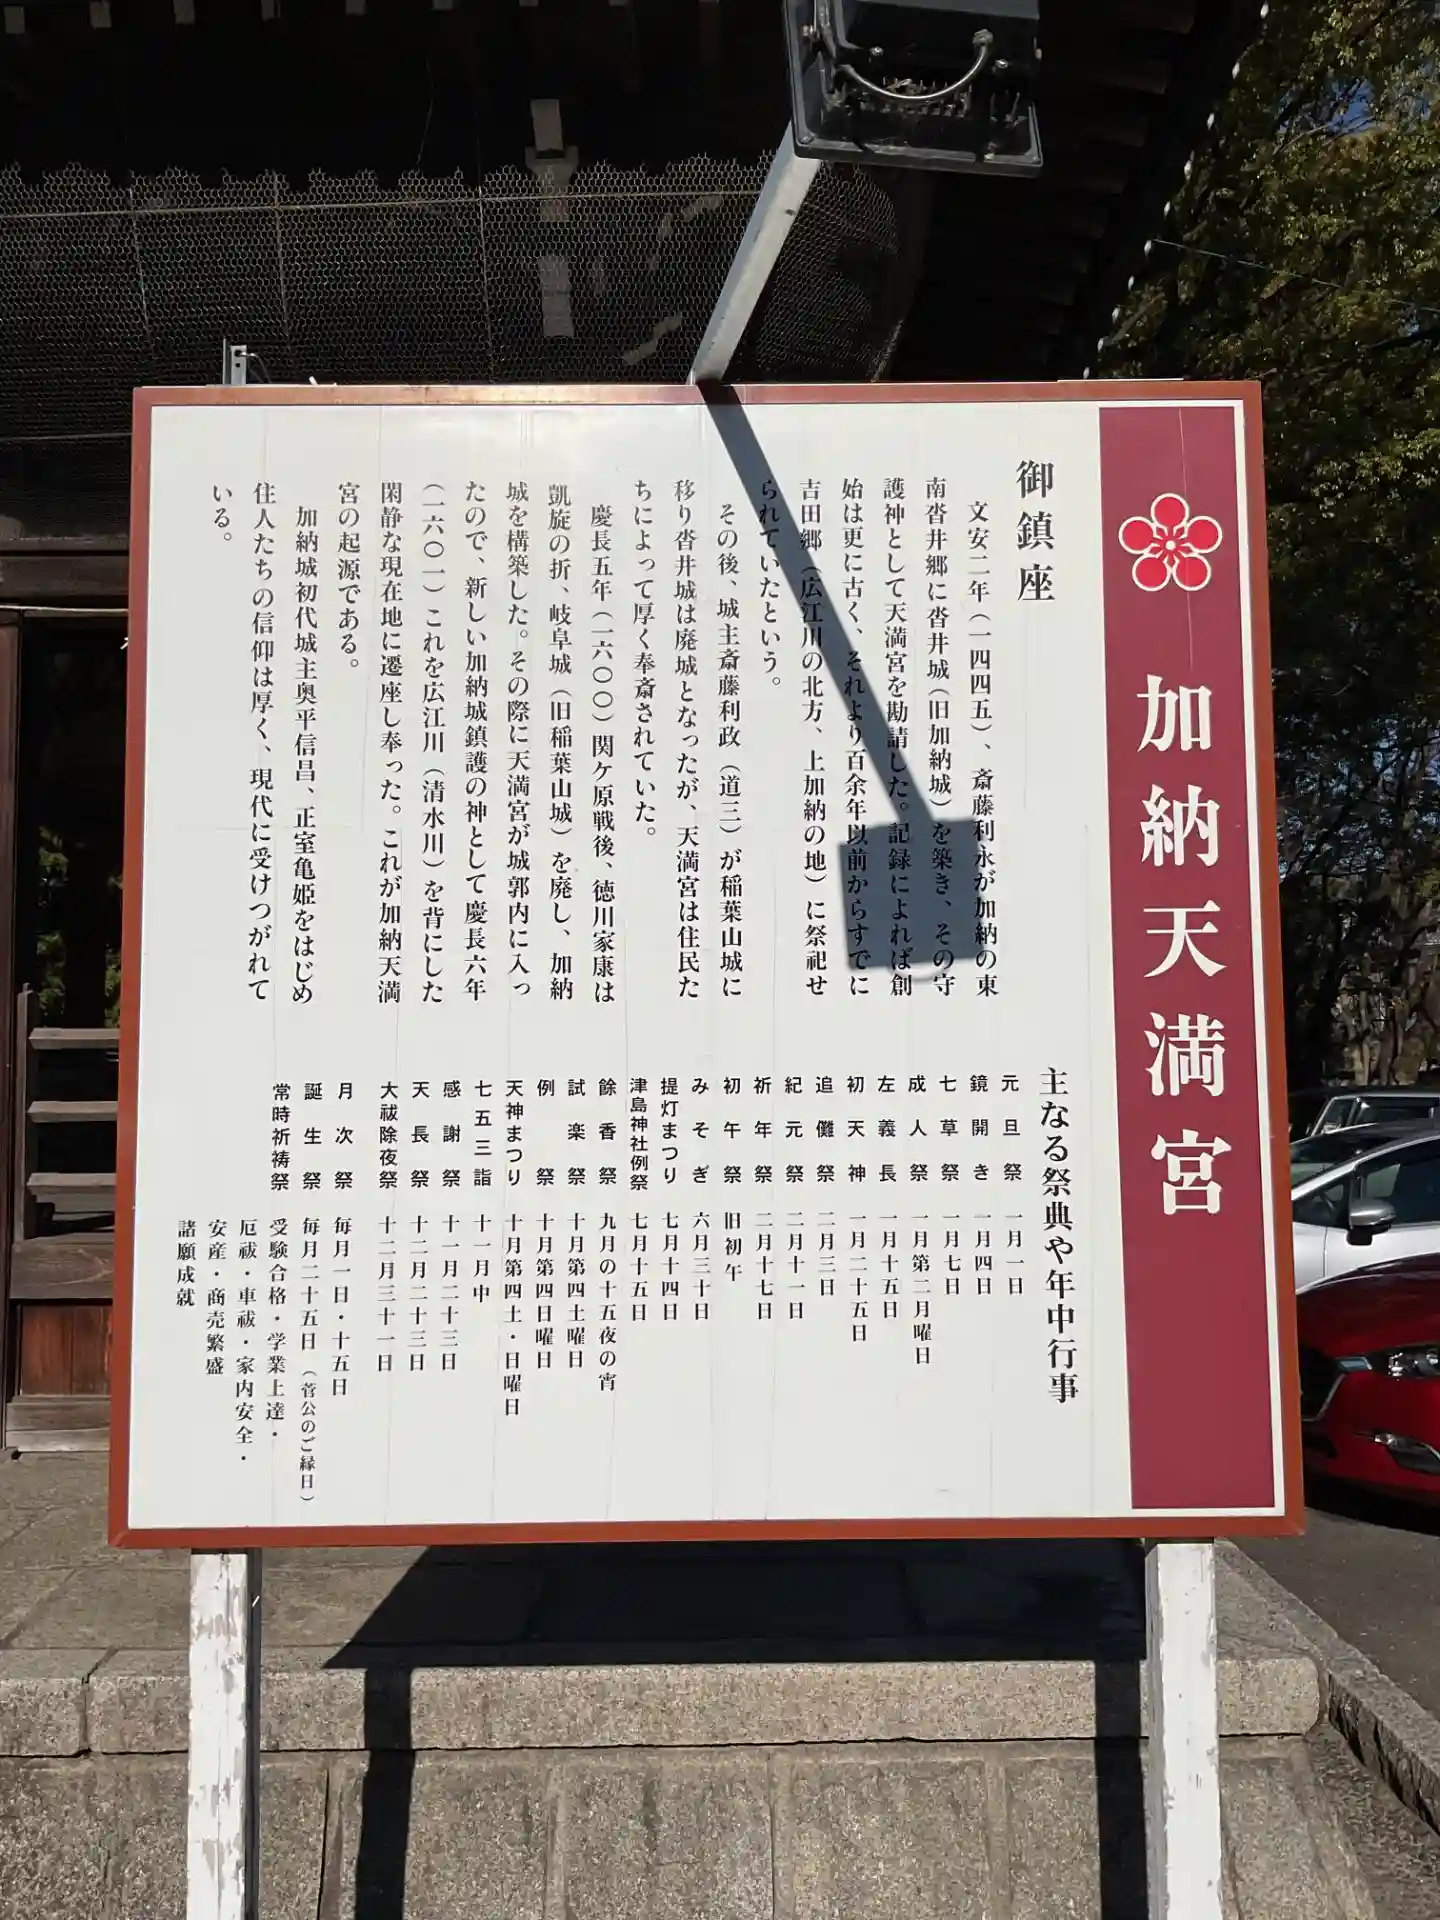 加納天満宮
御鎮座
文安二年（一四四五）、斎藤利永が加納の東
南沓井郷に沓井城（旧加納城）を築き、その守
護神として天満宮を勘請した。記録によれば創
始は更に古く、それより百余年以前からすでに
吉田郷（広江川の北方、上加納の地）に祭祀せ
られていたという。
その後、城主斎藤利政（道三）が稲葉山城に
移り沓井城は廃城となったが、天満宮は住民た
ちによって厚く奉斎されていた。
慶長五年（一六〇〇）関ケ原戦後、徳川家康は
凱旋の折、岐阜城（旧稲葉山城）を廃し、加納
城を構築した。その際に天満宮が城郭内に入っ
たので、新しい加納城鎮護の神として慶長六年
（一六〇一）これを広江川（清水川）を背にした
閑静な現在地に遷座し奉った。これが加納天満
宮の起源である。
加納城初代城主奥平信昌、正室亀姫をはじめ
住人たちの信仰は厚く、現代に受けつがれて
いる。
主なる祭典や年中行事
元旦祭 一月一日
鏡開き 一月四日
七草祭 一月七日
成人祭 一月第二月曜日
左義長 一月十五日
初天神 一月二十五日
追儺祭 二月三日
紀元祭 二月十一日
祈年祭 二月十七日
初午祭 旧初午
みそぎ 六月三十日
提灯まつり 七月十四日
津島神社例祭 七月十五日
餘香祭 九月の十五夜の宵
試楽祭 十月第四土曜日
例祭 十月第四日曜日
天神まつり 十月第四土・日曜日
七五三詣 十一月中
感謝祭 十一月二十三日
天長祭 十二月二十三日
大祓除夜祭 十二月三十一日
月次祭 毎月一日・十五日
誕生祭 毎月二十五日（菅公のご縁日）
常時祈祷祭 受験合格・学業上達・
厄祓・車祓・家内安全・
安産・商売繁盛
諸願成就